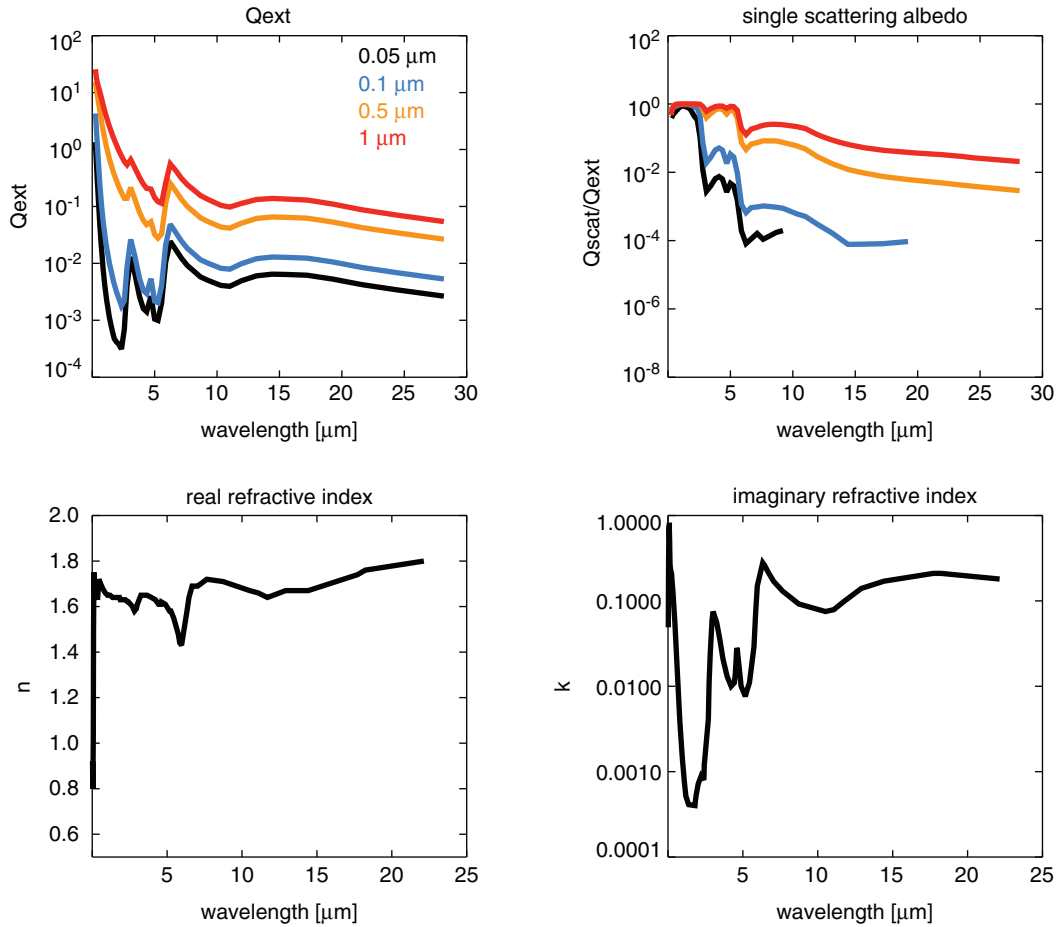 Qext
10^2
10^1
10^0
10^-1
10^-2
10^-3
10^-4
Qext
0.05 μm
0.1 μm
0.5 μm
1 μm
5 10 15 20 25 30
wavelength [μm]
single scattering albedo
10^2
10^0
10^-2
10^-4
10^-6
10^-8
Qscat/Qext
5 10 15 20 25 30
wavelength [μm]
real refractive index
2.0
1.8
1.6
1.4
1.2
1.0
0.8
0.6
n
5 10 15 20 25
wavelength [μm]
imaginary refractive index
1.0000
0.1000
0.0100
0.0010
0.0001
k
5 10 15 20 25
wavelength [μm]